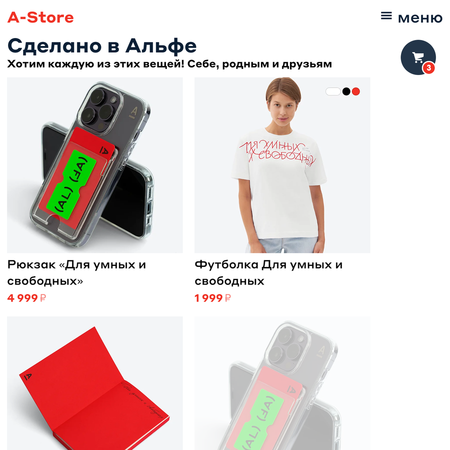 A-Store
меню
Сделано в Альфе
Хотим каждую из этих вещей! Себе, родным и друзьям
3
(AL) (FA)
для умных
и свободных
Рюкзак «Для умных и
свободных»
4 999 ₽
Футболка Для умных и
свободных
1 999 ₽
(AL) (FA)